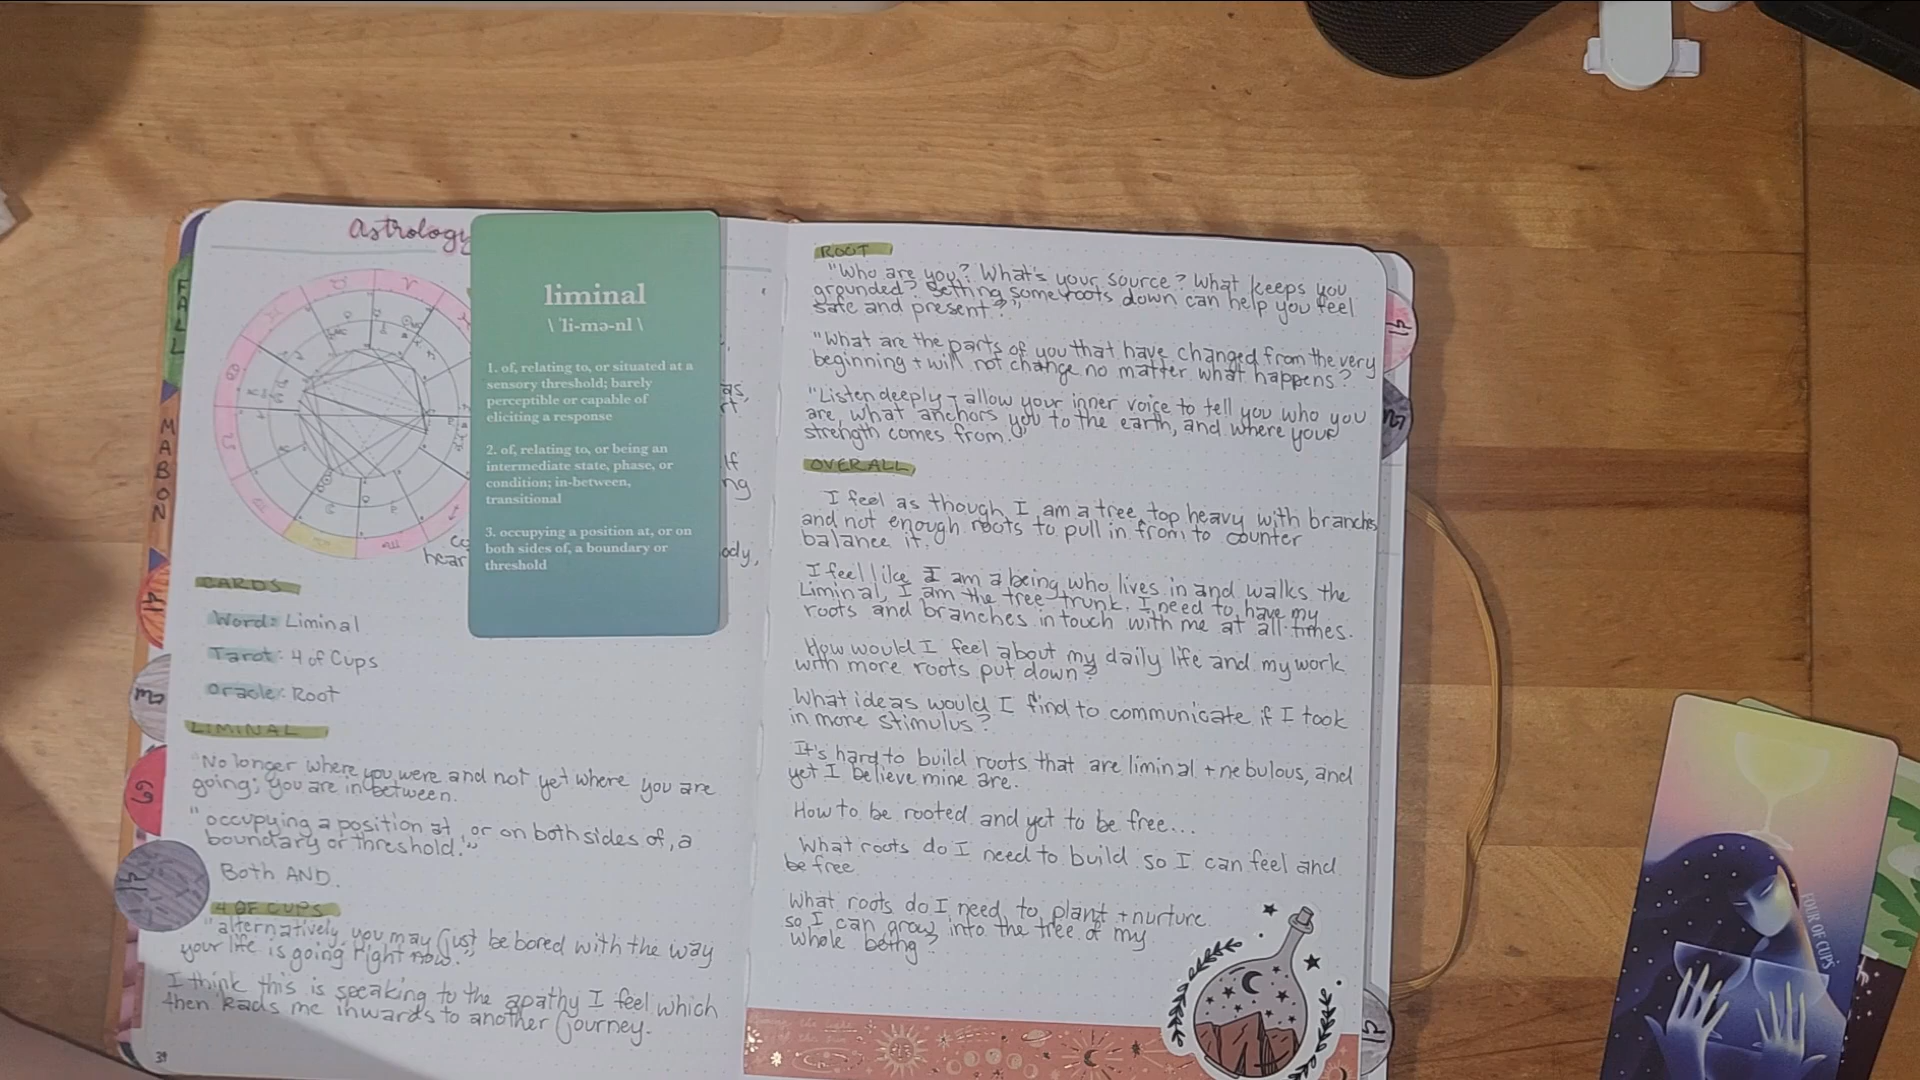 Astrology
liminal
\ 'li-mə-nl \
1. of, relating to, or situated at a
sensory threshold; barely
perceptible or capable of
eliciting a response
2. of, relating to, or being an
intermediate state, phase, or
condition; in-between,
transitional
3. occupying a position at, or on
both sides of, a boundary or
threshold
CARDS
Word: Liminal
Tarot: 4 of Cups
Oracle: Root
LIMINAL
"No longer where you were and not yet where you are
going; you are in between.
"occupying a position at, or on both sides of, a
boundary or threshold."
Both AND.
4 OF CUPS
"alternatively, you may just be bored with the way
your life is going right now."
I think this is speaking to the apathy I feel which
then leads me inwards to another journey.
39
ROOT
"Who are you? What's your source? What keeps you
grounded? Setting some roots down can help you feel
safe and present?"
"What are the parts of you that have changed from the very
beginning + will not change no matter what happens?
"Listen deeply - allow your inner voice to tell you who you
are, what anchors you to the earth, and where your
strength comes from."
OVERALL
I feel as though I am a tree, top heavy with branches
and not enough roots to pull in from to counter
balance it.
I feel like I am a being who lives in and walks the
Liminal, I am the tree trunk. I need to have my
roots and branches in touch with me at all times.
How would I feel about my daily life and my work
with more roots put down?
What ideas would I find to communicate if I took
in more stimulus?
It's hard to build roots that are liminal + nebulous, and
yet I believe mine are.
How to be rooted and yet to be free...
What roots do I need to build so I can feel and
be free
What roots do I need to plant + nurture
so I can grow into the tree of my
whole being?
FALL
MABON
FOUR OF CUPS